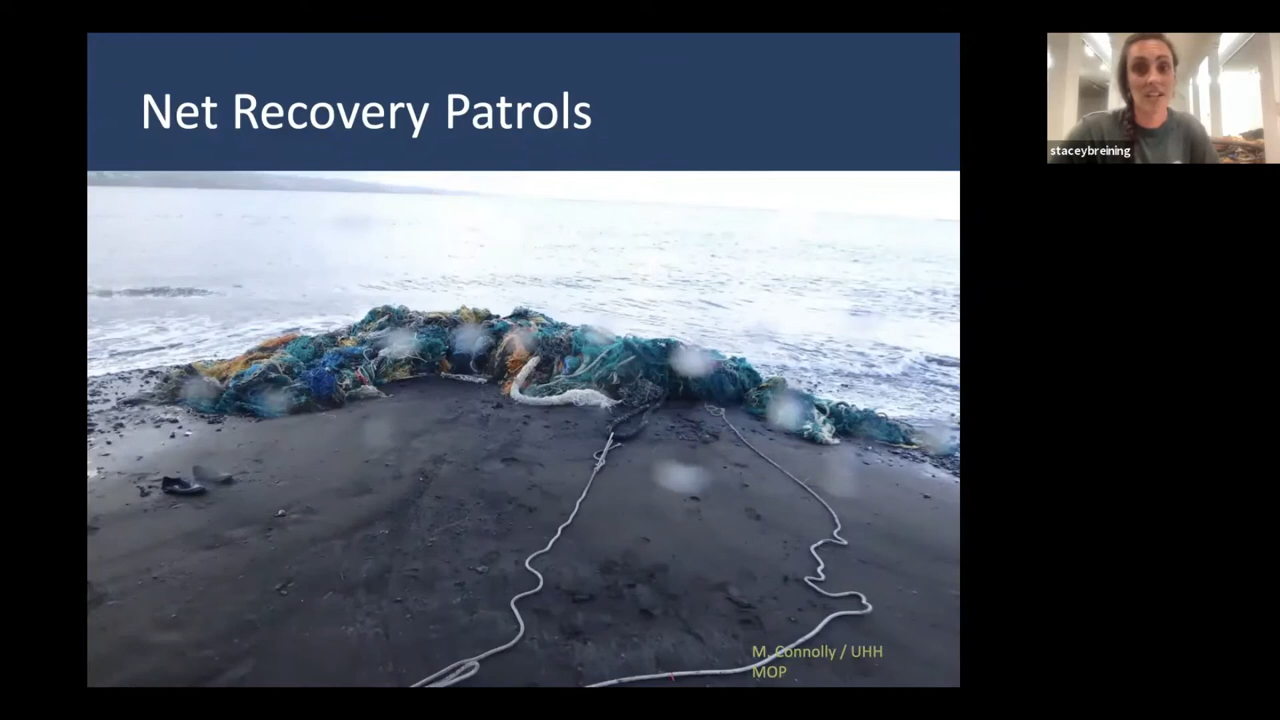 Net Recovery Patrols
staceybreining
M. Connolly / UHH
MOP